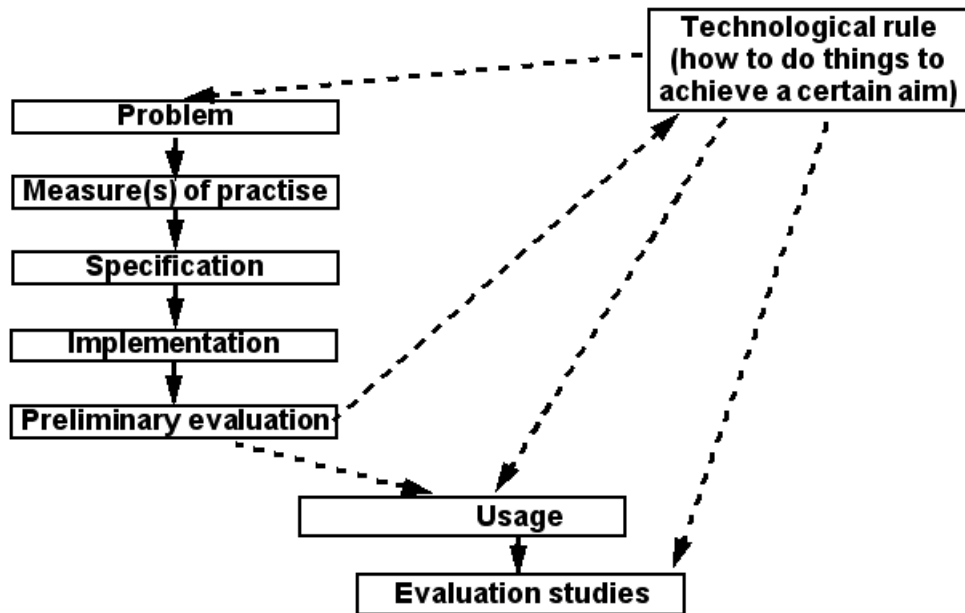 Technological rule
(how to do things to
achieve a certain aim)
Problem
Measure(s) of practise
Specification
Implementation
Preliminary evaluation
Usage
Evaluation studies